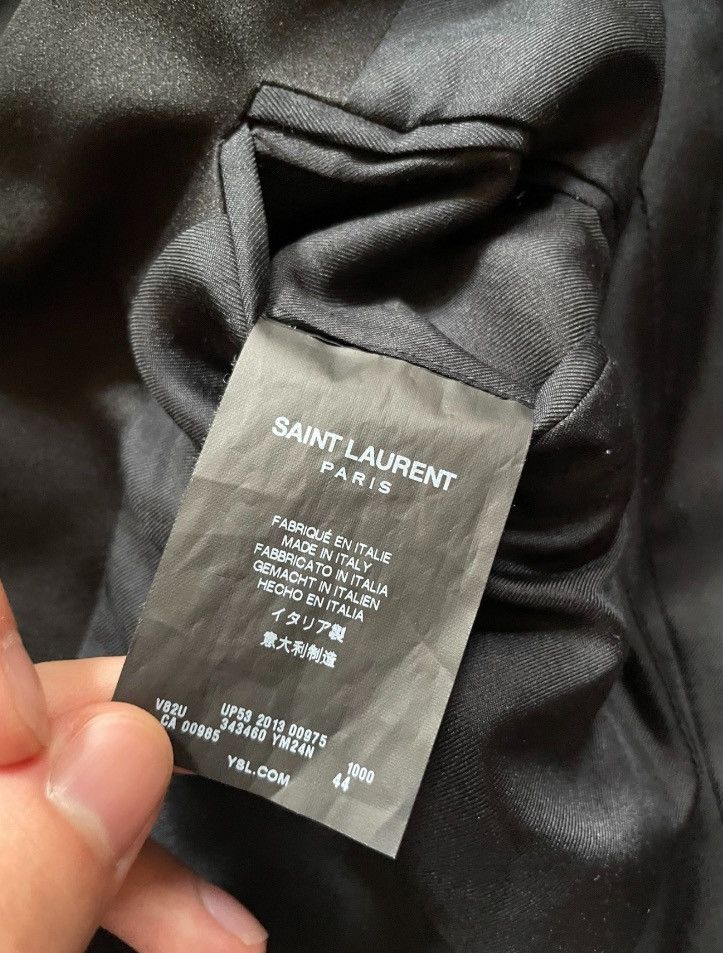 SAINT LAURENT
PARIS
FABRIQUÉ EN ITALIE
MADE IN ITALY
FABBRICATO IN ITALIA
GEMACHT IN ITALIEN
HECHO EN ITALIA
イタリア製
意大利制造
VB2U UP53 2013 00975
CA 00985 343460 YM24N 1000
YSL.COM 44